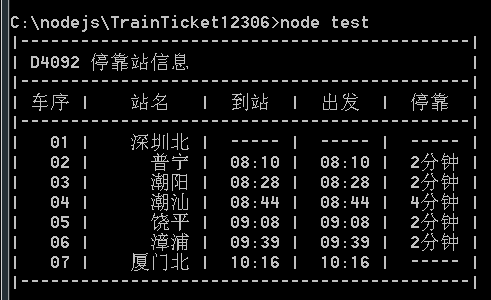 C:\nodejs\TrainTicket12306>node test
|---------------------------------------------|
| D4092 停靠站信息
|---------------------------------------------|
| 车序 |    站名   |  到站  |  出发  |  停靠
|---------------------------------------------|
|   01 |    深圳北 | ----- | ----- | -----
|   02 |      普宁 | 08:10 | 08:10 | 2分钟
|   03 |      潮阳 | 08:28 | 08:28 | 2分钟
|   04 |      潮汕 | 08:44 | 08:44 | 4分钟
|   05 |      饶平 | 09:08 | 09:08 | 2分钟
|   06 |      漳浦 | 09:39 | 09:39 | 2分钟
|   07 |    厦门北 | 10:16 | 10:16 | -----
|---------------------------------------------|